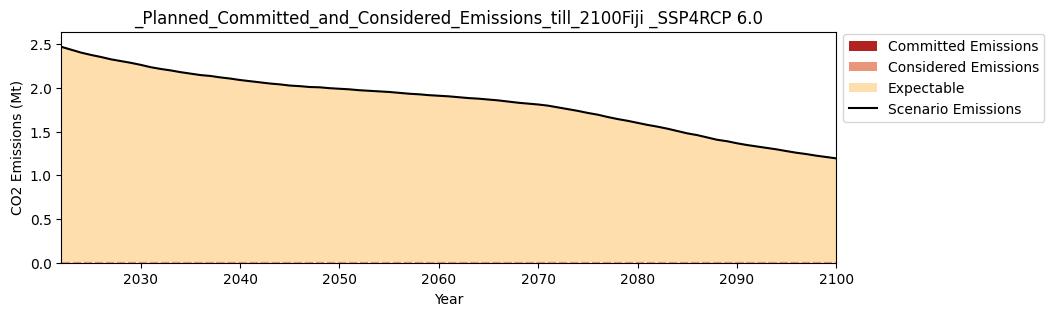 _Planned_Committed_and_Considered_Emissions_till_2100Fiji _SSP4RCP 6.0
CO2 Emissions (Mt)
2.5
2.0
1.5
1.0
0.5
0.0
2030 2040 2050 2060 2070 2080 2090 2100
Year
Committed Emissions
Considered Emissions
Expectable
Scenario Emissions